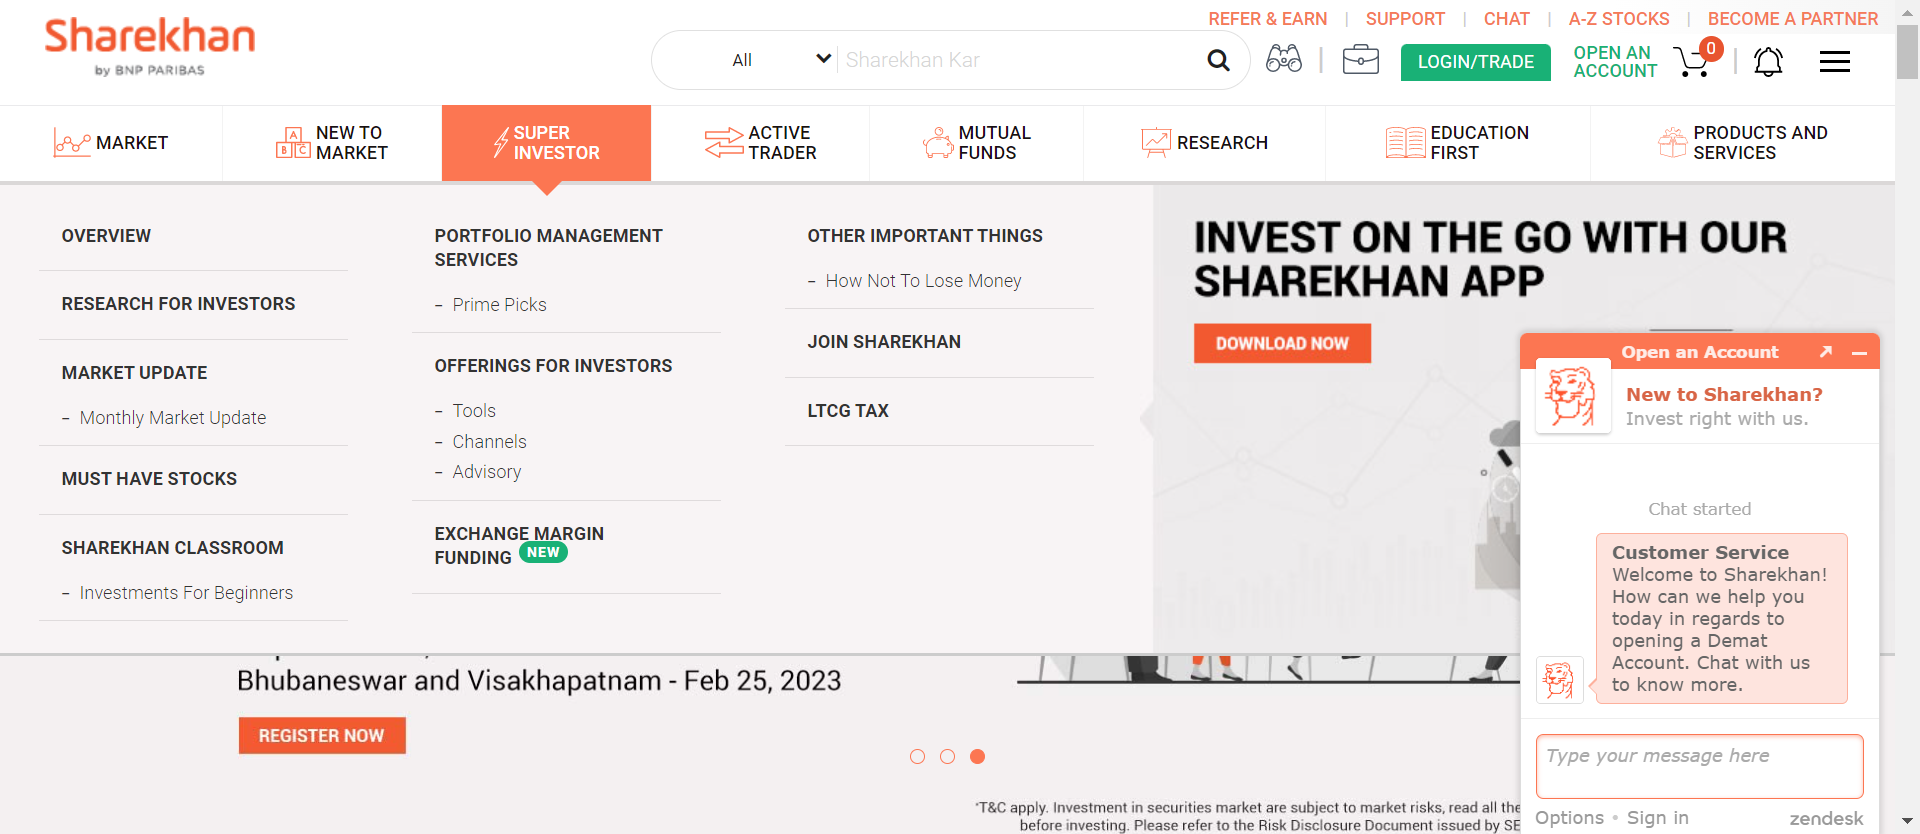 REFER & EARN | SUPPORT | CHAT | A-Z STOCKS | BECOME A PARTNER
Sharekhan
by BNP PARIBAS
All
Sharekhan Kar
LOGIN/TRADE
OPEN AN
ACCOUNT
0
MARKET
NEW TO
MARKET
SUPER
INVESTOR
ACTIVE
TRADER
MUTUAL
FUNDS
RESEARCH
EDUCATION
FIRST
PRODUCTS AND
SERVICES
OVERVIEW
RESEARCH FOR INVESTORS
MARKET UPDATE
– Monthly Market Update
MUST HAVE STOCKS
SHAREKHAN CLASSROOM
– Investments For Beginners
PORTFOLIO MANAGEMENT
SERVICES
– Prime Picks
OFFERINGS FOR INVESTORS
– Tools
– Channels
– Advisory
EXCHANGE MARGIN
FUNDING NEW
OTHER IMPORTANT THINGS
– How Not To Lose Money
JOIN SHAREKHAN
LTCG TAX
INVEST ON THE GO WITH OUR
SHAREKHAN APP
DOWNLOAD NOW
Bhubaneswar and Visakhapatnam - Feb 25, 2023
REGISTER NOW
*T&C apply. Investment in securities market are subject to market risks, read all the
before investing. Please refer to the Risk Disclosure Document issued by SE
Open an Account
New to Sharekhan?
Invest right with us.
Chat started
Customer Service
Welcome to Sharekhan!
How can we help you
today in regards to
opening a Demat
Account. Chat with us
to know more.
Type your message here
Options • Sign in
zendesk